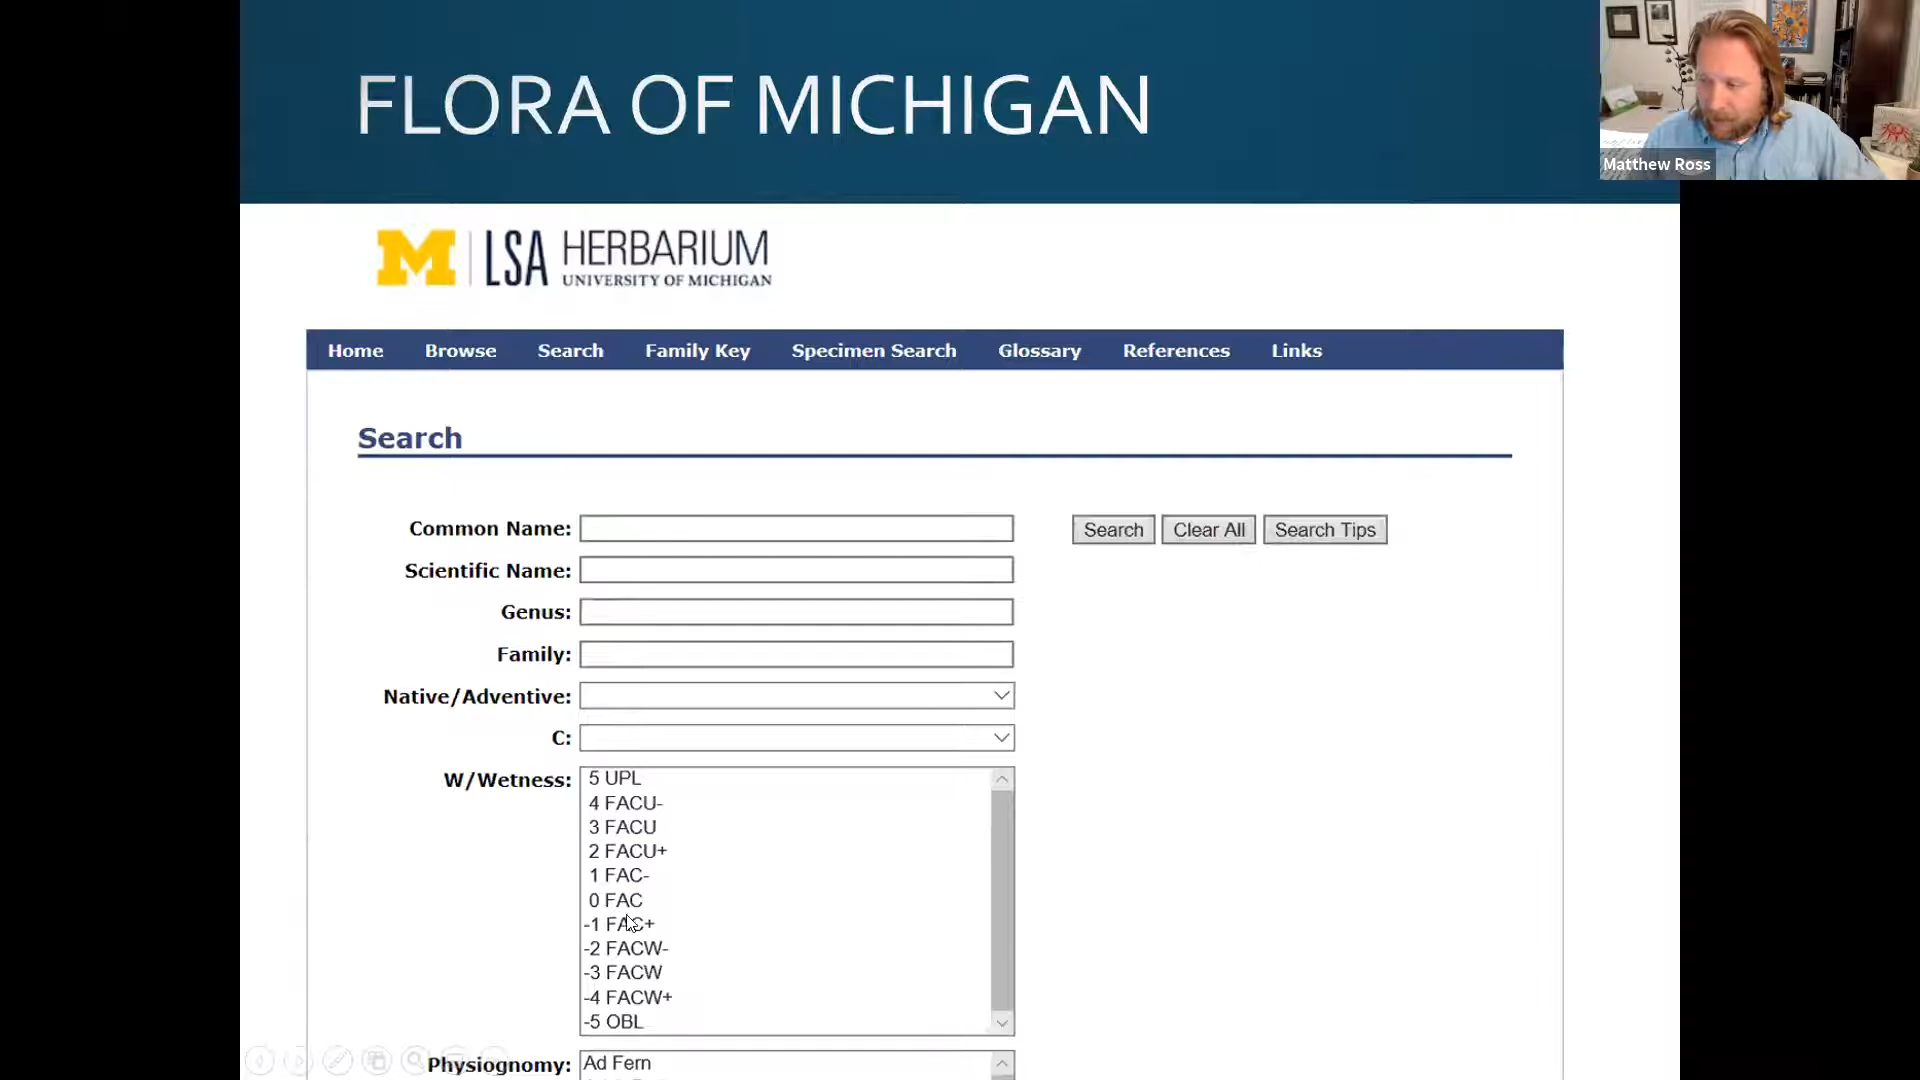 FLORA OF MICHIGAN
Matthew Ross
M LSA HERBARIUM
UNIVERSITY OF MICHIGAN
Home Browse Search Family Key Specimen Search Glossary References Links
Search
Common Name: Search Clear All Search Tips
Scientific Name:
Genus:
Family:
Native/Adventive:
C:
W/Wetness: 5 UPL
4 FACU-
3 FACU
2 FACU+
1 FAC-
0 FAC
-1 FAC+
-2 FACW-
-3 FACW
-4 FACW+
-5 OBL
Physiognomy: Ad Fern